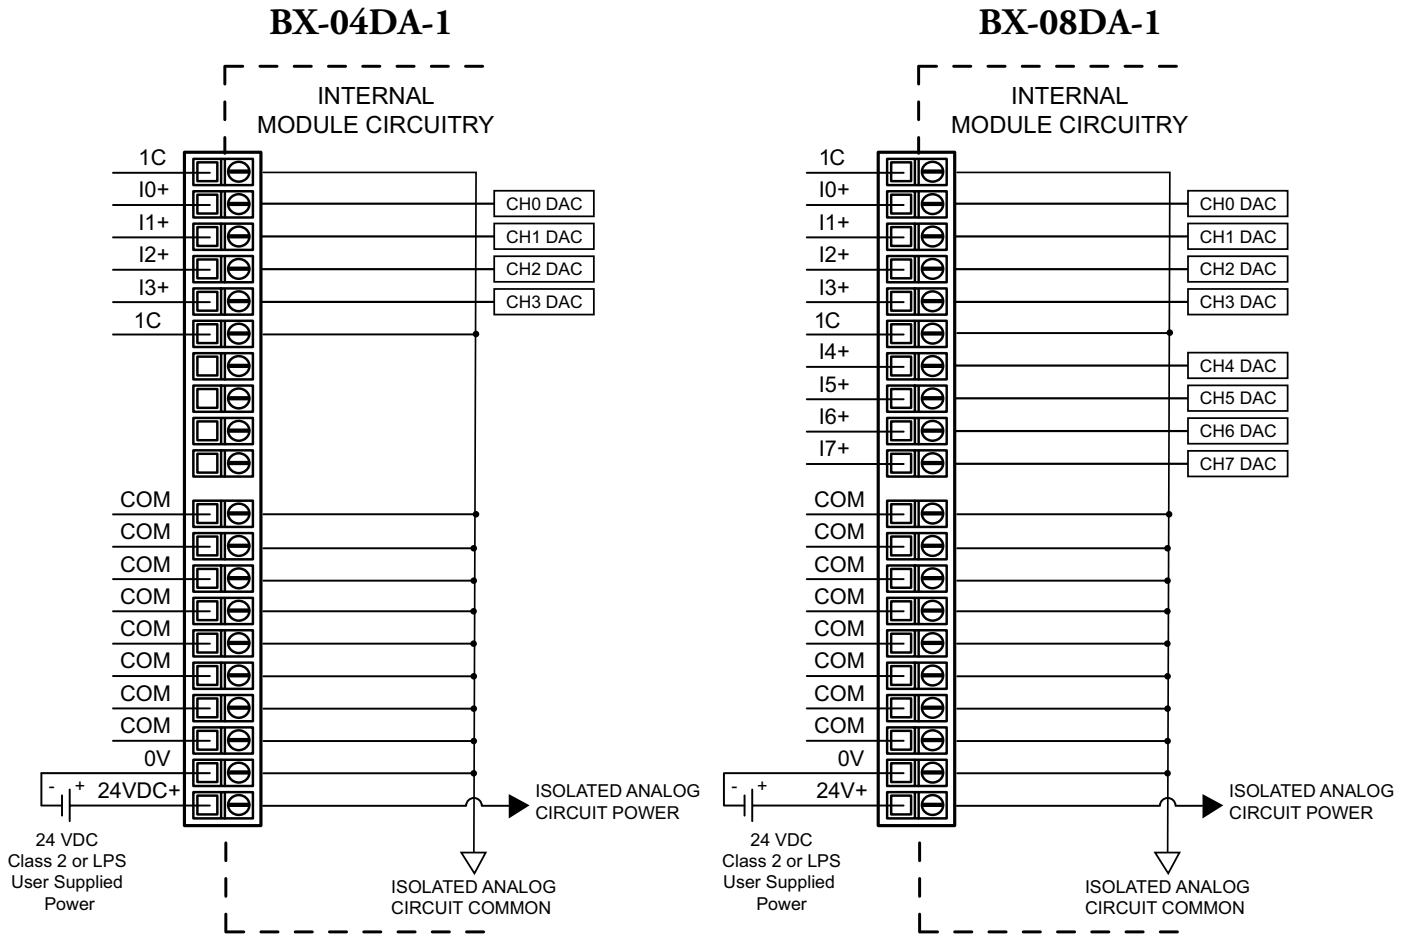 BX-04DA-1
INTERNAL
MODULE CIRCUITRY
1C
I0+
CH0 DAC
I1+
CH1 DAC
I2+
CH2 DAC
I3+
CH3 DAC
1C
COM
COM
COM
COM
COM
COM
COM
COM
0V
- + 24VDC+
24 VDC
Class 2 or LPS
User Supplied
Power
ISOLATED ANALOG
CIRCUIT POWER
ISOLATED ANALOG
CIRCUIT COMMON
BX-08DA-1
INTERNAL
MODULE CIRCUITRY
1C
I0+
CH0 DAC
I1+
CH1 DAC
I2+
CH2 DAC
I3+
CH3 DAC
1C
I4+
CH4 DAC
I5+
CH5 DAC
I6+
CH6 DAC
I7+
CH7 DAC
COM
COM
COM
COM
COM
COM
COM
COM
0V
- + 24V+
24 VDC
Class 2 or LPS
User Supplied
Power
ISOLATED ANALOG
CIRCUIT POWER
ISOLATED ANALOG
CIRCUIT COMMON